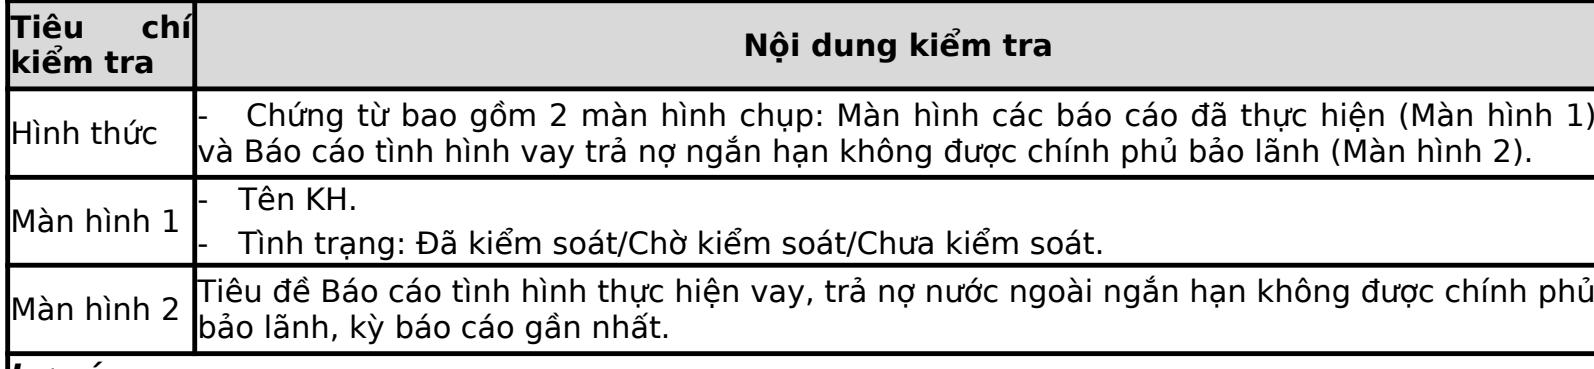 Tiêu chí
kiểm tra
Nội dung kiểm tra
Hình thức
- Chứng từ bao gồm 2 màn hình chụp: Màn hình các báo cáo đã thực hiện (Màn hình 1)
và Báo cáo tình hình vay trả nợ ngắn hạn không được chính phủ bảo lãnh (Màn hình 2).
Màn hình 1
- Tên KH.
- Tình trạng: Đã kiểm soát/Chờ kiểm soát/Chưa kiểm soát.
Màn hình 2
Tiêu đề Báo cáo tình hình thực hiện vay, trả nợ nước ngoài ngắn hạn không được chính phủ
bảo lãnh, kỳ báo cáo gần nhất.